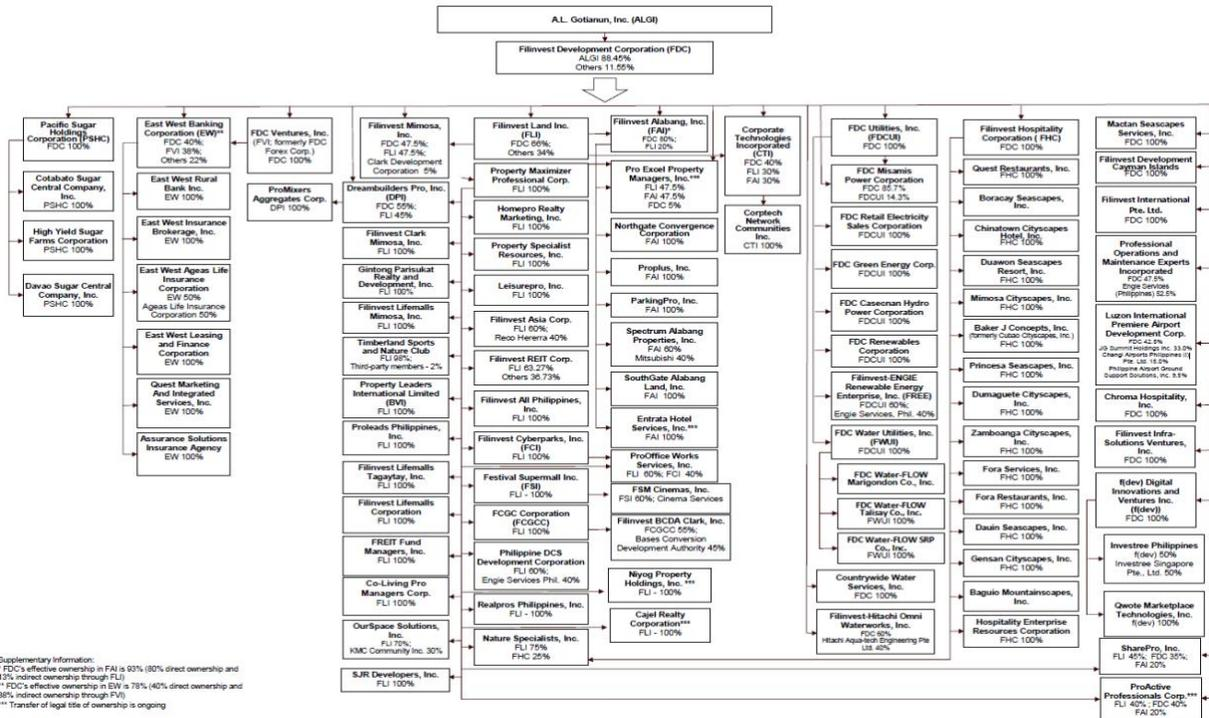 A.L. Gotianun, Inc. (ALGI)
Filinvest Development Corporation (FDC)
ALGI 88.45%
Others 11.55%
Pacific Sugar
Holdings
Corporation (PSHC)
FDC 100%
Cotabato Sugar
Central Company,
Inc.
PSHC 100%
High Yield Sugar
Farms Corporation
PSHC 100%
Davao Sugar Central
Company, Inc.
PSHC 100%
East West Banking
Corporation (EW)**
FDC 40%;
FVI 38%;
Others 22%
East West Rural
Bank Inc.
EW 100%
East West Insurance
Brokerage, Inc.
EW 100%
East West Ageas Life
Insurance
Corporation
EW 50%
Ageas Life Insurance
Corporation 50%
East West Leasing
and Finance
Corporation
EW 100%
Quest Marketing
And Integrated
Services, Inc.
EW 100%
Assurance Solutions
Insurance Agency
EW 100%
FDC Ventures, Inc.
(FVI; formerly FDC
Forex Corp.)
FDC 100%
ProMixers
Aggregates Corp.
DPI 100%
Filinvest Mimosa,
Inc.
FDC 47.5%;
FLI 47.5%;
Clark Development
Corporation 5%
Dreambuilders Pro, Inc.
(DPI)
FDC 55%;
FLI 45%
Filinvest Clark
Mimosa, Inc.
FLI 100%
Gintong Parisukat
Realty and
Development, Inc.
FLI 100%
Filinvest Lifemalls
Mimosa, Inc.
FLI 100%
Timberland Sports
and Nature Club
FLI 98%;
Third-party members - 2%
Property Leaders
International Limited
(BVI)
FLI 100%
Proleads Philippines,
Inc.
FLI 100%
Filinvest Lifemalls
Tagaytay, Inc.
FLI 100%
Filinvest Lifemalls
Corporation
FLI 100%
FREIT Fund
Managers, Inc.
FLI 100%
Co-Living Pro
Managers Corp.
FLI 100%
OurSpace Solutions,
Inc.
FLI 70%;
KMC Community Inc. 30%
SJR Developers, Inc.
FLI 100%
Filinvest Land Inc.
(FLI)
FDC 66%;
Others 34%
Property Maximizer
Professional Corp.
FLI 100%
Homepro Realty
Marketing, Inc.
FLI 100%
Property Specialist
Resources, Inc.
FLI 100%
Leisurepro, Inc.
FLI 100%
Filinvest Asia Corp.
FLI 60%;
Reco Hererra 40%
Filinvest REIT Corp.
FLI 63.27%
Others 36.73%
Filinvest All Philippines,
Inc.
FLI 100%
Filinvest Cyberparks, Inc.
(FCI)
FLI 100%
Festival Supermall Inc.
(FSI)
FLI - 100%
FCGC Corporation
(FCGCC)
FLI 100%
Philippine DCS
Development Corporation
FLI 60%;
Engie Services Phil. 40%
Realpros Philippines, Inc.
FLI - 100%
Nature Specialists, Inc.
FLI 75%
FHC 25%
Filinvest Alabang, Inc.
(FAI)*
FDC 80%;
FLI 20%
Pro Excel Property
Managers, Inc.***
FLI 47.5%
FAI 47.5%
FDC 5%
Northgate Convergence
Corporation
FAI 100%
Proplus, Inc.
FAI 100%
ParkingPro, Inc.
FAI 100%
Spectrum Alabang
Properties, Inc.
FAI 60%
Mitsubishi 40%
SouthGate Alabang
Land, Inc.
FAI 100%
Entrata Hotel
Services, Inc.***
FAI 100%
ProOffice Works
Services, Inc.
FLI 60%; FCI 40%
FSM Cinemas, Inc.
FSI 60%; Cinema Services
Filinvest BCDA Clark, Inc.
FCGCC 55%;
Bases Conversion
Development Authority 45%
Niyog Property
Holdings, Inc. ***
FLI - 100%
Cajel Realty
Corporation***
FLI - 100%
Corporate
Technologies
Incorporated
(CTI)
FDC 40%
FLI 30%
FAI 30%
Corptech
Network
Communities
Inc.
CTI 100%
FDC Utilities, Inc.
(FDCUI)
FDC 100%
FDC Misamis
Power Corporation
FDC 85.7%
FDCUI 14.3%
FDC Retail Electricity
Sales Corporation
FDCUI 100%
FDC Green Energy Corp.
FDCUI 100%
FDC Casecnan Hydro
Power Corporation
FDCUI 100%
FDC Renewables
Corporation
FDCUI 100%
Filinvest-ENGIE
Renewable Energy
Enterprise, Inc. (FREE)
FDCUI 60%;
Engie Services, Phil. 40%
FDC Water Utilities, Inc.
(FWUI)
FDCUI 100%
FDC Water-FLOW
Marigondon Co., Inc.
FDC Water-FLOW
Talisay Co., Inc.
FWUI 100%
FDC Water-FLOW SRP
Co., Inc.
FWUI 100%
Countrywide Water
Services, Inc.
FDC 100%
Filinvest-Hitachi Omni
Waterworks, Inc.
FDC 60%
Hitachi Aqua-tech Engineering Pte
Ltd. 40%
Filinvest Hospitality
Corporation ( FHC)
FDC 100%
Quest Restaurants, Inc.
FHC 100%
Boracay Seascapes,
Inc.
Chinatown Cityscapes
Hotel, Inc.
FHC 100%
Duawon Seascapes
Resort, Inc.
FHC 100%
Mimosa Cityscapes, Inc.
FHC 100%
Baker J Concepts, Inc.
(formerly Cubao Cityscapes, Inc.)
FHC 100%
Princesa Seascapes, Inc.
FHC 100%
Dumaguete Cityscapes,
Inc.
FHC 100%
Zamboanga Cityscapes,
Inc.
FHC 100%
Fora Services, Inc.
FHC 100%
Fora Restaurants, Inc.
FHC 100%
Dauin Seascapes, Inc.
FHC 100%
Gensan Cityscapes, Inc.
FHC 100%
Baguio Mountainscapes,
Inc.
Hospitality Enterprise
Resources Corporation
FHC 100%
Mactan Seascapes
Services, Inc.
FDC 100%
Filinvest Development
Cayman Islands
FDC 100%
Filinvest International
Pte. Ltd.
FDC 100%
Professional
Operations and
Maintenance Experts
Incorporated
FDC 47.5%
Engie Services
(Philippines) 52.5%
Luzon International
Premiere Airport
Development Corp.
FDC 42.5%
JG Summit Holdings Inc. 33.0%
Changi Airports Philippines (I)
Pte. Ltd. 15.0%
Philippine Airport Ground
Support Solutions, Inc. 9.5%
Chroma Hospitality,
Inc.
FDC 100%
Filinvest Infra-
Solutions Ventures,
Inc.
FDC 100%
f(dev) Digital
Innovations and
Ventures Inc.
(f(dev))
FDC 100%
Investree Philippines
f(dev) 50%
Investree Singapore
Pte., Ltd. 50%
Qwote Marketplace
Technologies, Inc.
f(dev) 100%
SharePro, Inc.
FLI 45%; FDC 35%;
FAI 20%
ProActive
Professionals Corp.***
FLI 40% ; FDC 40%
FAI 20%
Supplementary Information:
* FDC's effective ownership in FAI is 93% (80% direct ownership and
13% indirect ownership through FLI)
** FDC's effective ownership in EW is 78% (40% direct ownership and
38% indirect ownership through FVI)
*** Transfer of legal title of ownership is ongoing